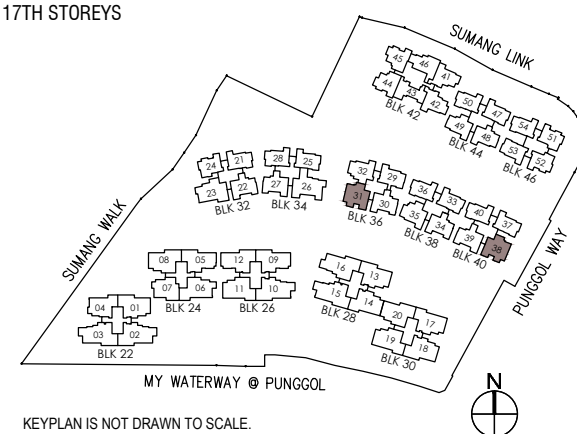 17TH STOREYS
SUMANG LINK
45 46 41
44 43 42
BLK 42
50 47
49 48
BLK 44
54 51
53 52
BLK 46
24 21
23 22
BLK 32
28 25
27 26
BLK 34
32 29
31 30
BLK 36
36 33
35 34
BLK 38
40 37
39 38
BLK 40
SUMANG WALK
PUNGGOL WAY
08 05
07 06
BLK 24
12 09
11 10
BLK 26
16 13
15 14
BLK 28
04 01
03 02
BLK 22
20 17
19 18
BLK 30
MY WATERWAY @ PUNGGOL
N
KEYPLAN IS NOT DRAWN TO SCALE.